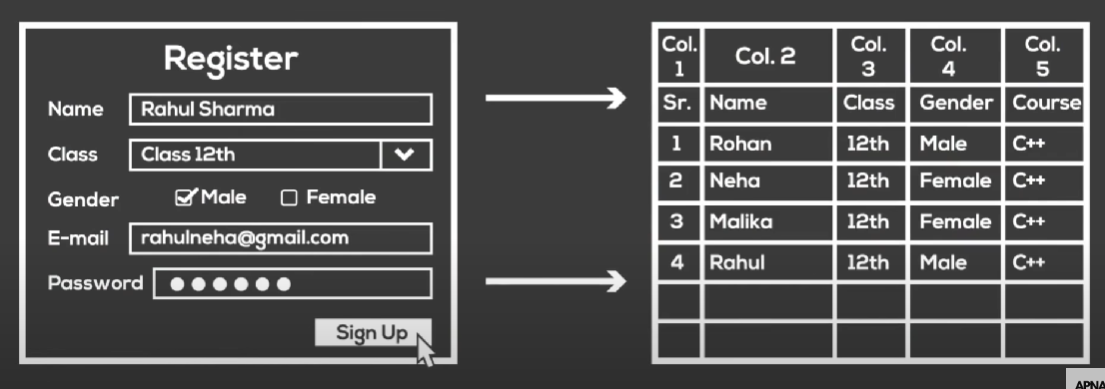 Register
Name Rahul Sharma
Class Class 12th
Gender Male Female
E-mail rahulneha@gmail.com
Password
Sign Up
Col. 1 Col. 2 Col. 3 Col. 4 Col. 5
Sr. Name Class Gender Course
1 Rohan 12th Male C++
2 Neha 12th Female C++
3 Malika 12th Female C++
4 Rahul 12th Male C++
APNA